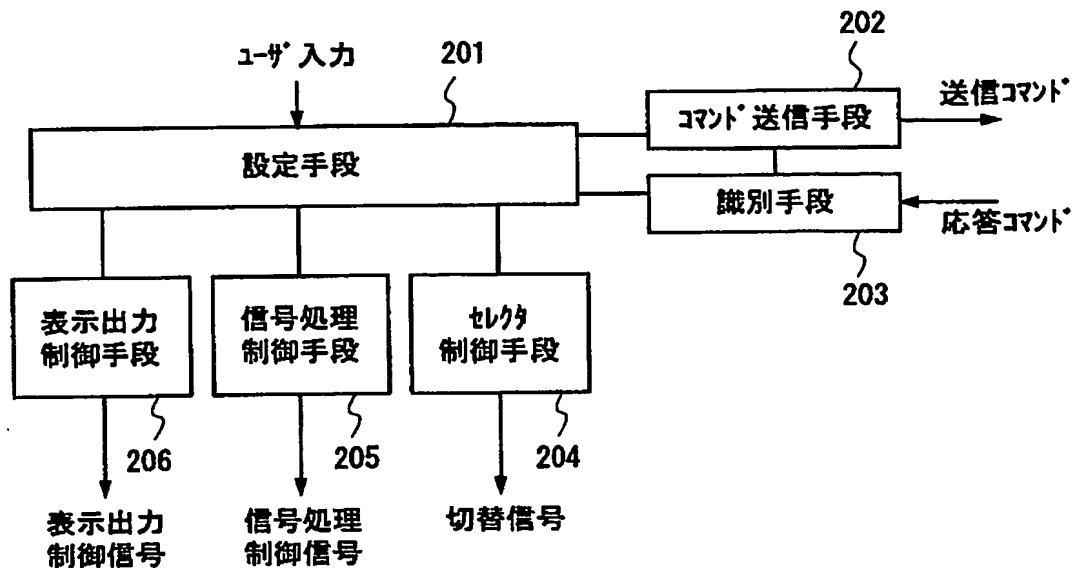 ﾕｰｻﾞ入力
201
202
設定手段
ｺﾏﾝﾄﾞ送信手段
送信ｺﾏﾝﾄﾞ
識別手段
応答ｺﾏﾝﾄﾞ
203
表示出力
制御手段
信号処理
制御手段
ｾﾚｸﾀ
制御手段
206
205
204
表示出力
制御信号
信号処理
制御信号
切替信号